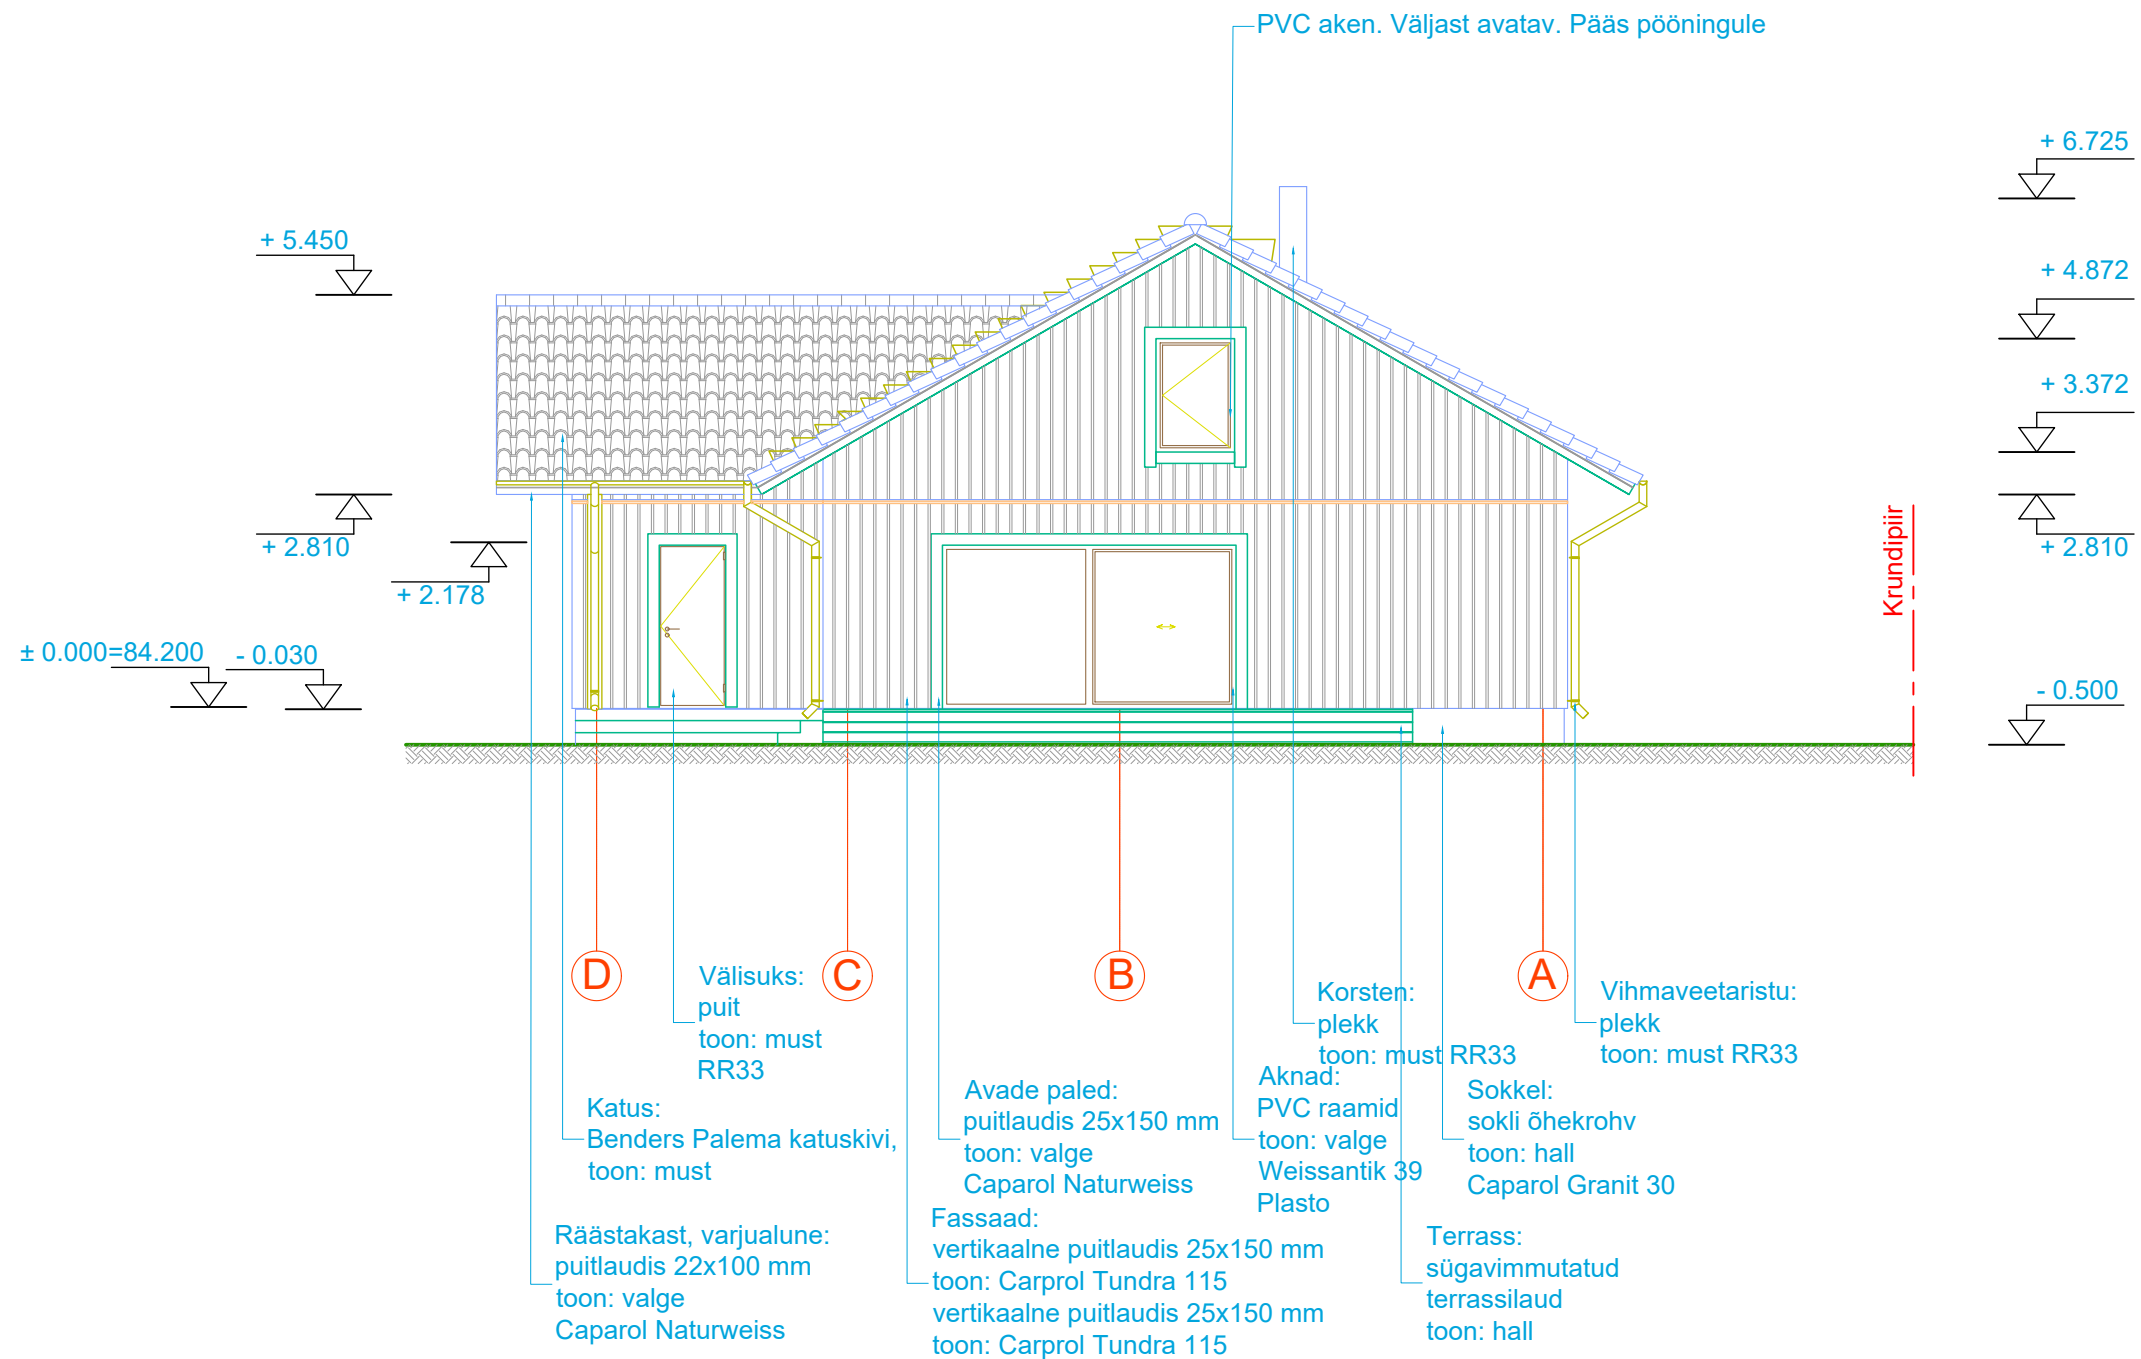 PVC aken. Väljast avatav. Pääs pööningule
+ 6.725
+ 5.450
+ 4.872
+ 3.372
+ 2.810
+ 2.810
+ 2.178
Krundipiir
± 0.000=84.200
- 0.030
- 0.500
D
C
B
A
Välisuks:
puit
toon: must
RR33
Korsten:
plekk
toon: must RR33
Vihmaveetaristu:
plekk
toon: must RR33
Katus:
Benders Palema katuskivi,
toon: must
Avade paled:
puitlaudis 25x150 mm
toon: valge
Caparol Naturweiss
Aknad:
PVC raamid
toon: valge
Weissantik 39
Plasto
Sokkel:
sokli õhekrohv
toon: hall
Caparol Granit 30
Räästakast, varjualune:
puitlaudis 22x100 mm
toon: valge
Caparol Naturweiss
Fassaad:
vertikaalne puitlaudis 25x150 mm
toon: Carprol Tundra 115
vertikaalne puitlaudis 25x150 mm
toon: Carprol Tundra 115
Terrass:
sügavimmutatud
terrassilaud
toon: hall